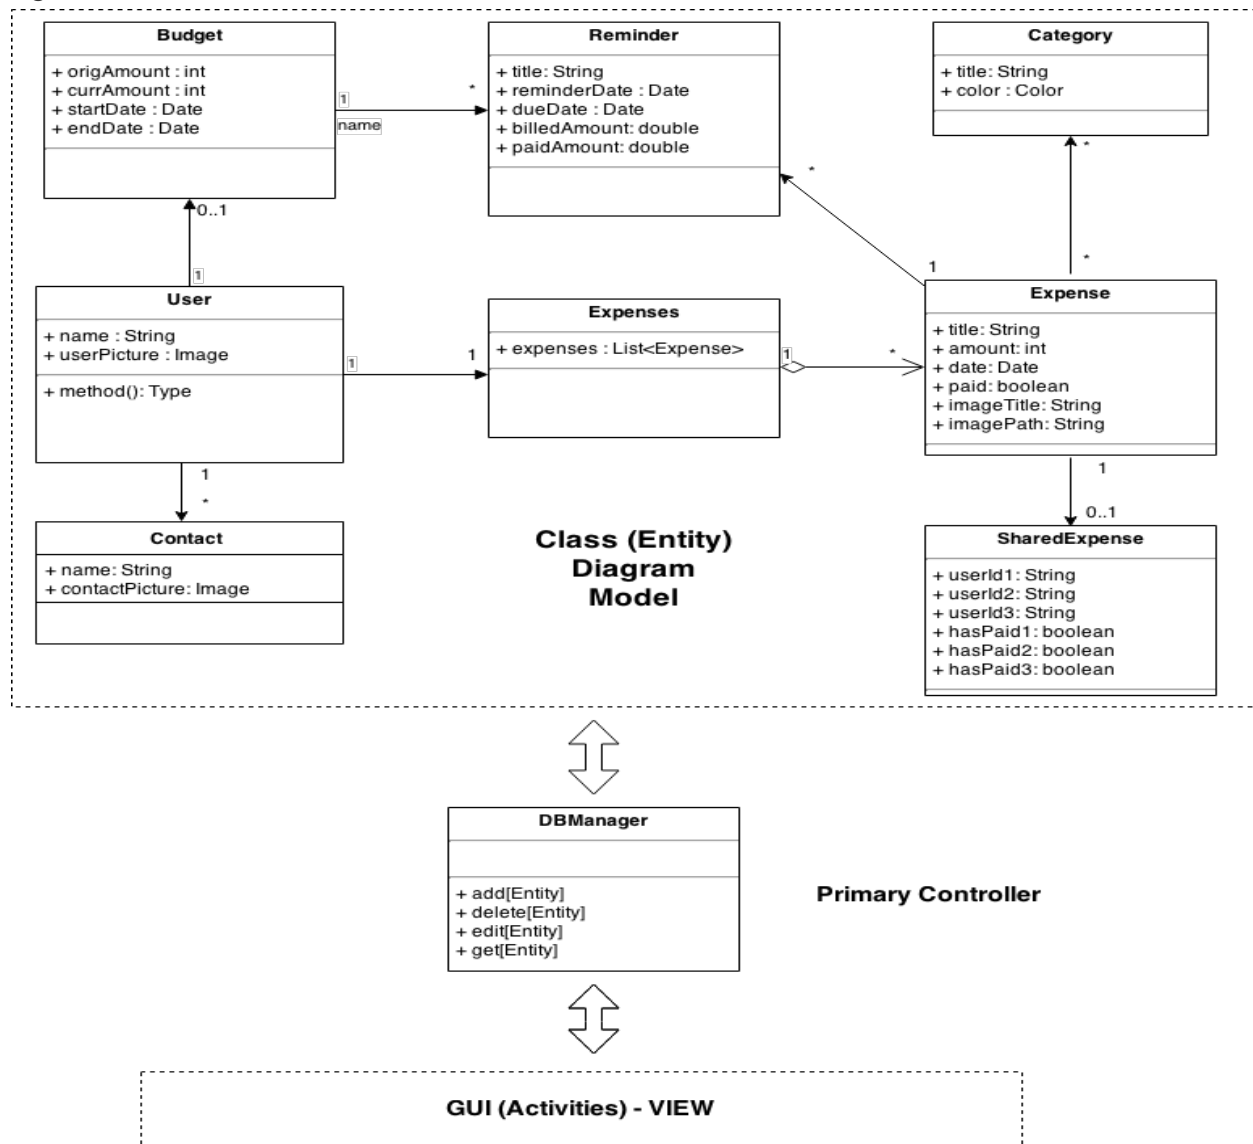 Budget
+ origAmount : int
+ currAmount : int
+ startDate : Date
+ endDate : Date
1
name
*
Reminder
+ title: String
+ reminderDate : Date
+ dueDate : Date
+ billedAmount: double
+ paidAmount: double
Category
+ title: String
+ color : Color
*
*
*
1
0..1
1
User
+ name : String
+ userPicture : Image
+ method(): Type
1
1
Expenses
+ expenses : List<Expense>
1
*
Expense
+ title: String
+ amount: int
+ date: Date
+ paid: boolean
+ imageTitle: String
+ imagePath: String
1
*
Contact
+ name: String
+ contactPicture: Image
Class (Entity)
Diagram
Model
1
0..1
SharedExpense
+ userId1: String
+ userId2: String
+ userId3: String
+ hasPaid1: boolean
+ hasPaid2: boolean
+ hasPaid3: boolean
DBManager
+ add[Entity]
+ delete[Entity]
+ edit[Entity]
+ get[Entity]
Primary Controller
GUI (Activities) - VIEW